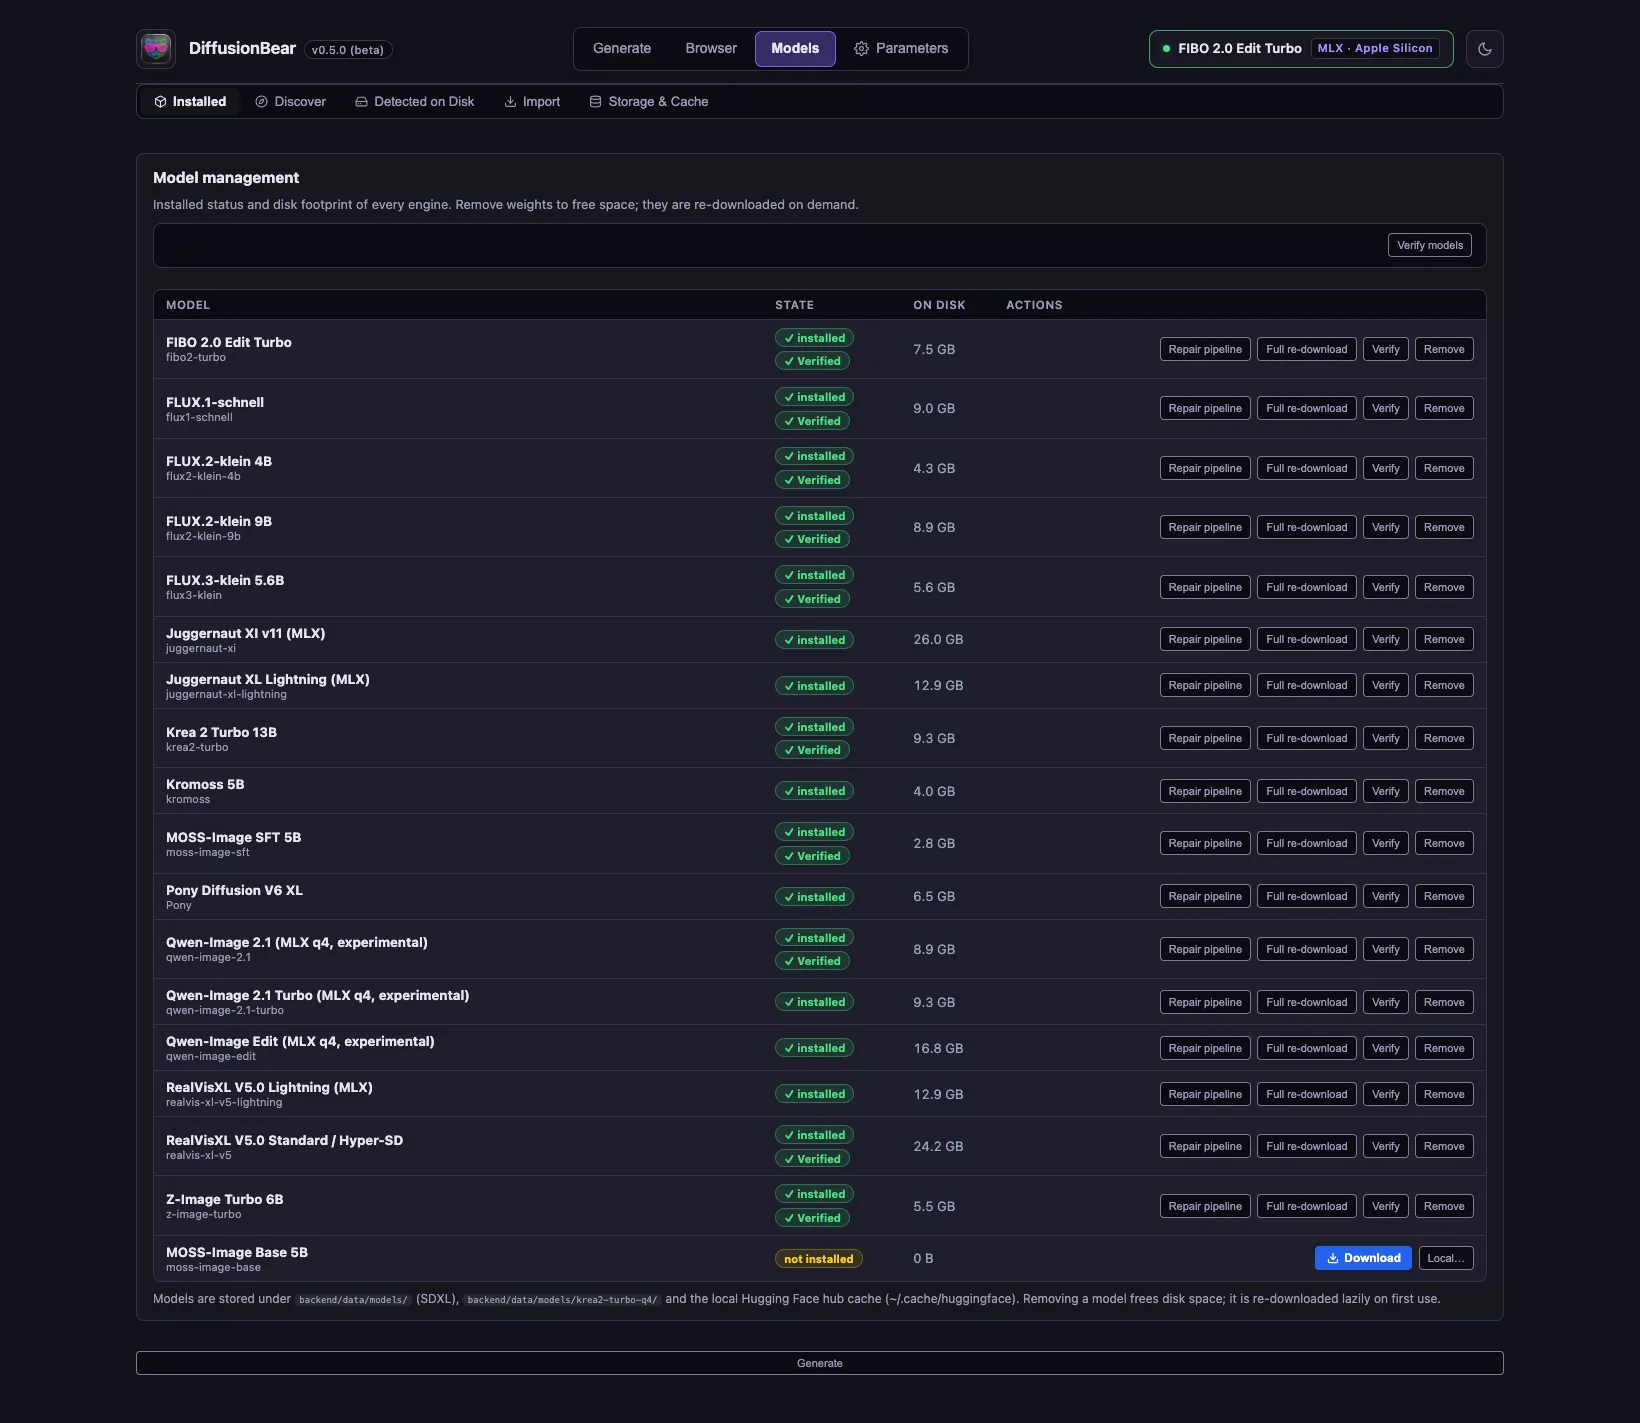 DiffusionBear v0.5.0 (beta)
Generate Browser Models Parameters
FIBO 2.0 Edit Turbo MLX · Apple Silicon
Installed Discover Detected on Disk Import Storage & Cache
Model management
Installed status and disk footprint of every engine. Remove weights to free space; they are re-downloaded on demand.
Verify models
MODEL STATE ON DISK ACTIONS
FIBO 2.0 Edit Turbo
fibo2-turbo
✓ installed
✓ Verified
7.5 GB
Repair pipeline Full re-download Verify Remove
FLUX.1-schnell
flux1-schnell
✓ installed
✓ Verified
9.0 GB
Repair pipeline Full re-download Verify Remove
FLUX.2-klein 4B
flux2-klein-4b
✓ installed
✓ Verified
4.3 GB
Repair pipeline Full re-download Verify Remove
FLUX.2-klein 9B
flux2-klein-9b
✓ installed
✓ Verified
8.9 GB
Repair pipeline Full re-download Verify Remove
FLUX.3-klein 5.6B
flux3-klein
✓ installed
✓ Verified
5.6 GB
Repair pipeline Full re-download Verify Remove
Juggernaut XI v11 (MLX)
juggernaut-xi
✓ installed
26.0 GB
Repair pipeline Full re-download Verify Remove
Juggernaut XL Lightning (MLX)
juggernaut-xl-lightning
✓ installed
12.9 GB
Repair pipeline Full re-download Verify Remove
Krea 2 Turbo 13B
krea2-turbo
✓ installed
✓ Verified
9.3 GB
Repair pipeline Full re-download Verify Remove
Kromoss 5B
kromoss
✓ installed
4.0 GB
Repair pipeline Full re-download Verify Remove
MOSS-Image SFT 5B
moss-image-sft
✓ installed
✓ Verified
2.8 GB
Repair pipeline Full re-download Verify Remove
Pony Diffusion V6 XL
Pony
✓ installed
6.5 GB
Repair pipeline Full re-download Verify Remove
Qwen-Image 2.1 (MLX q4, experimental)
qwen-image-2.1
✓ installed
✓ Verified
8.9 GB
Repair pipeline Full re-download Verify Remove
Qwen-Image 2.1 Turbo (MLX q4, experimental)
qwen-image-2.1-turbo
✓ installed
9.3 GB
Repair pipeline Full re-download Verify Remove
Qwen-Image Edit (MLX q4, experimental)
qwen-image-edit
✓ installed
16.8 GB
Repair pipeline Full re-download Verify Remove
RealVisXL V5.0 Lightning (MLX)
realvis-xl-v5-lightning
✓ installed
12.9 GB
Repair pipeline Full re-download Verify Remove
RealVisXL V5.0 Standard / Hyper-SD
realvis-xl-v5
✓ installed
✓ Verified
24.2 GB
Repair pipeline Full re-download Verify Remove
Z-Image Turbo 6B
z-image-turbo
✓ installed
✓ Verified
5.5 GB
Repair pipeline Full re-download Verify Remove
MOSS-Image Base 5B
moss-image-base
not installed
0 B
Download Local...
Models are stored under backend/data/models/ (SDXL), backend/data/models/krea2-turbo-q4/ and the local Hugging Face hub cache (~/.cache/huggingface). Removing a model frees disk space; it is re-downloaded lazily on first use.
Generate